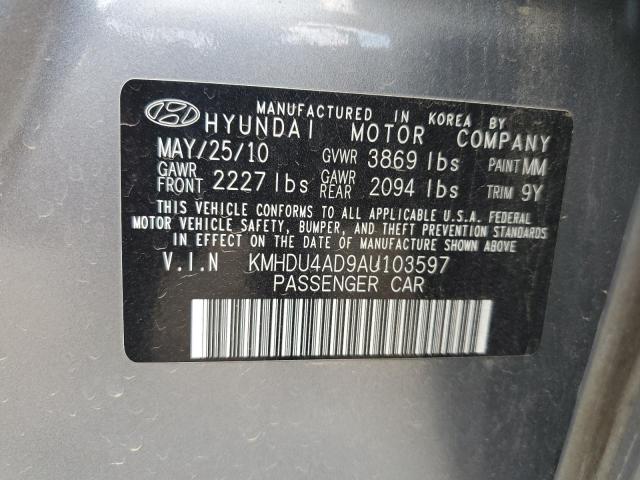 MANUFACTURED IN KOREA BY
HYUNDAI MOTOR COMPANY
MAY/25/10 GVWR 3869 lbs PAINT MM
GAWR FRONT 2227 lbs GAWR REAR 2094 lbs TRIM 9Y
THIS VEHICLE CONFORMS TO ALL APPLICABLE U.S.A. FEDERAL
MOTOR VEHICLE SAFETY, BUMPER, AND THEFT PREVENTION
STANDARDS IN EFFECT ON THE DATE OF
MANUFACTURE SHOWN ABOVE
V.I.N KMHDU4AD9AU103597
PASSENGER CAR